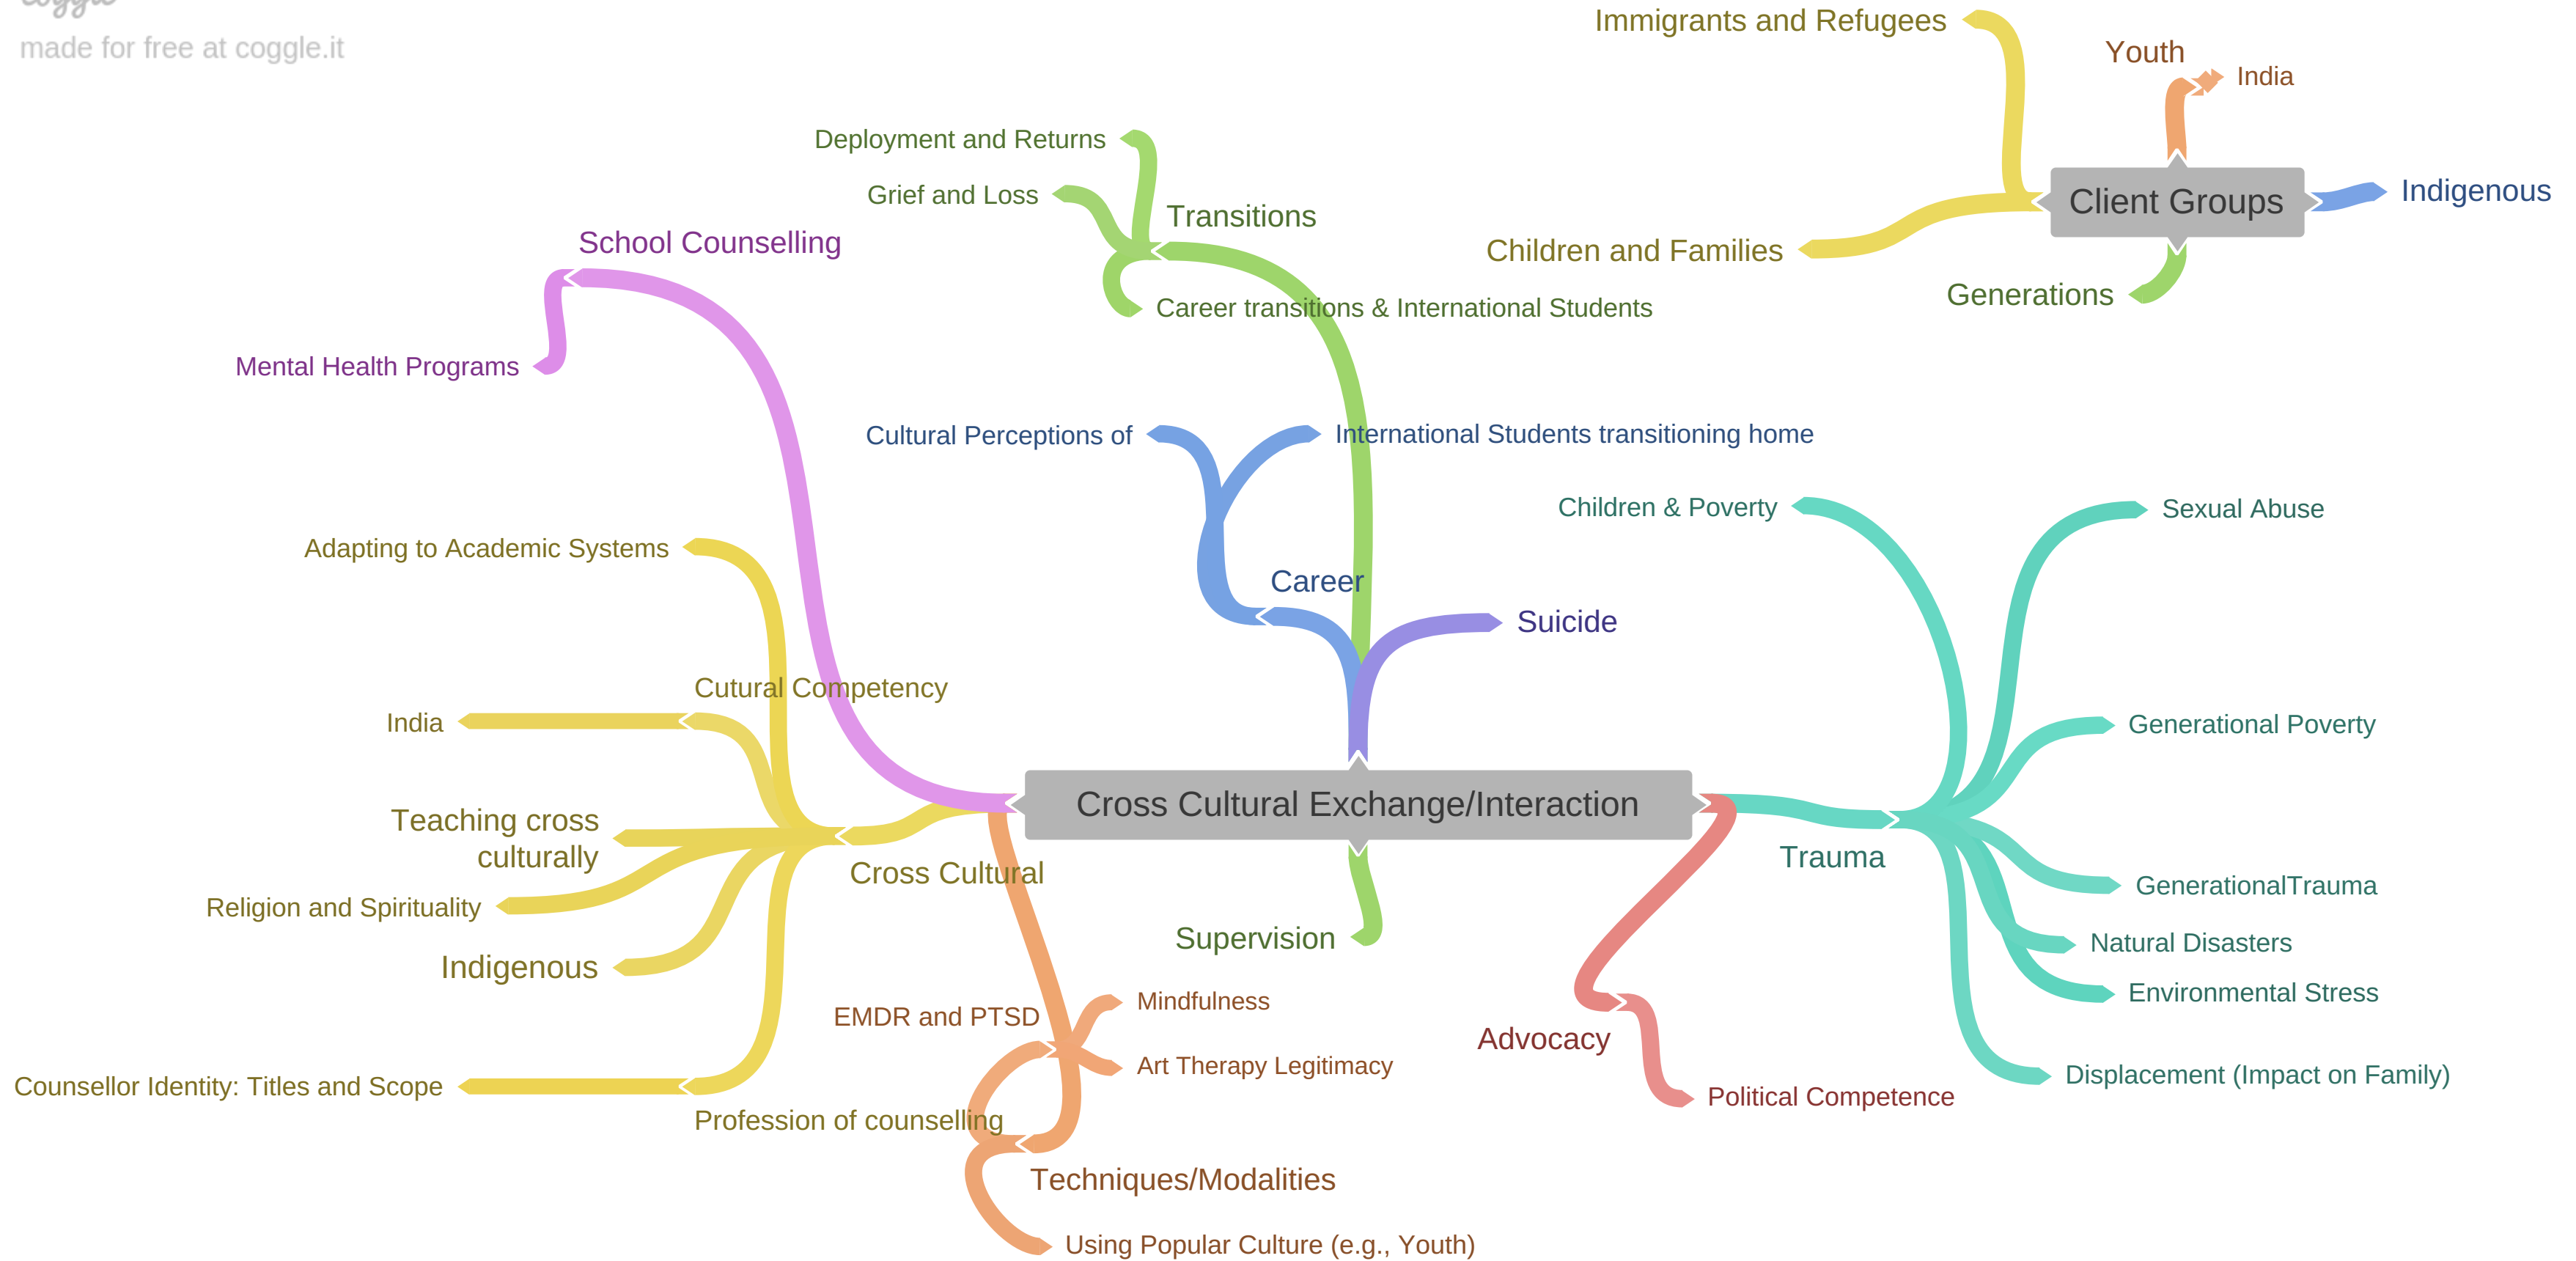 made for free at coggle.it
Immigrants and Refugees
Youth
India
Client Groups
Indigenous
Children and Families
Generations
Deployment and Returns
Grief and Loss
Transitions
Career transitions & International Students
School Counselling
Mental Health Programs
Cultural Perceptions of
International Students transitioning home
Career
Suicide
Children & Poverty
Sexual Abuse
Generational Poverty
Adapting to Academic Systems
Cutural Competency
India
Teaching cross
culturally
Religion and Spirituality
Indigenous
Cross Cultural
Cross Cultural Exchange/Interaction
Trauma
GenerationalTrauma
Natural Disasters
Environmental Stress
Displacement (Impact on Family)
Supervision
Advocacy
Political Competence
EMDR and PTSD
Mindfulness
Art Therapy Legitimacy
Counsellor Identity: Titles and Scope
Profession of counselling
Techniques/Modalities
Using Popular Culture (e.g., Youth)